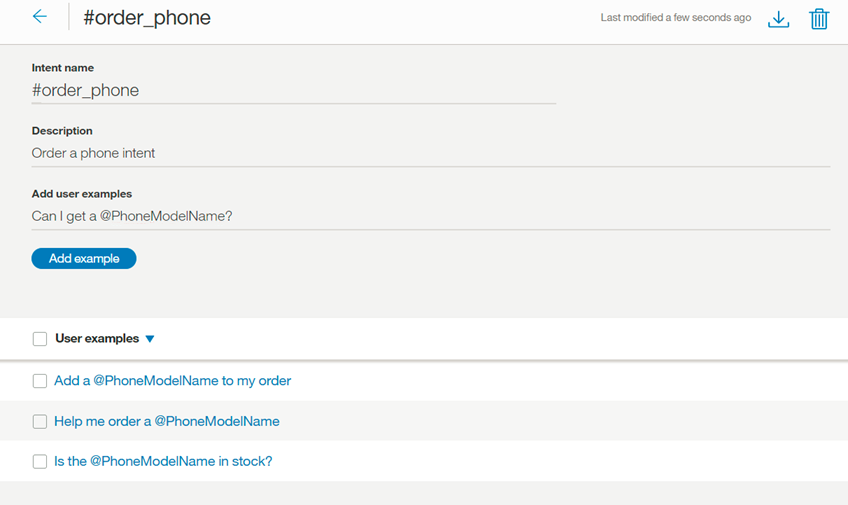 #order_phone
Last modified a few seconds ago
Intent name
#order_phone
Description
Order a phone intent
Add user examples
Can I get a @PhoneModelName?
Add example
User examples
Add a @PhoneModelName to my order
Help me order a @PhoneModelName
Is the @PhoneModelName in stock?